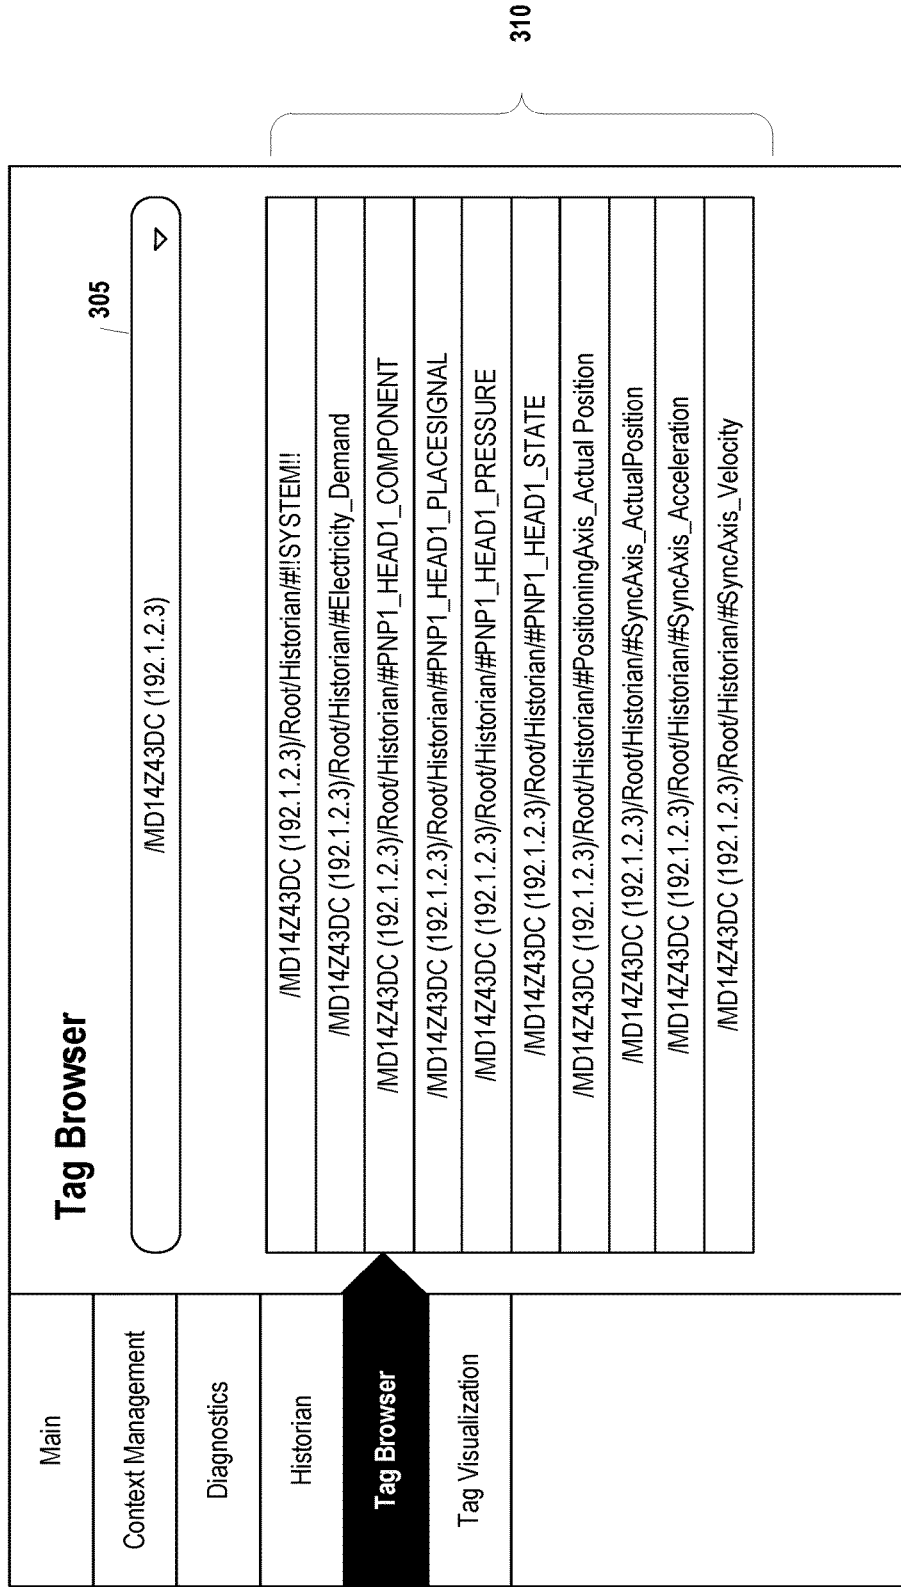 Main
Context Management
Diagnostics
Historian
Tag Browser
Tag Visualization
Tag Browser
305
/MD14Z43DC (192.1.2.3)
/MD14Z43DC (192.1.2.3)/Root/Historian/#!!SYSTEM!!
/MD14Z43DC (192.1.2.3)/Root/Historian/#Electricity_Demand
/MD14Z43DC (192.1.2.3)/Root/Historian/#PNP1_HEAD1_COMPONENT
/MD14Z43DC (192.1.2.3)/Root/Historian/#PNP1_HEAD1_PLACESIGNAL
/MD14Z43DC (192.1.2.3)/Root/Historian/#PNP1_HEAD1_PRESSURE
/MD14Z43DC (192.1.2.3)/Root/Historian/#PNP1_HEAD1_STATE
/MD14Z43DC (192.1.2.3)/Root/Historian/#PositioningAxis_Actual Position
/MD14Z43DC (192.1.2.3)/Root/Historian/#SyncAxis_ActualPosition
/MD14Z43DC (192.1.2.3)/Root/Historian/#SyncAxis_Acceleration
/MD14Z43DC (192.1.2.3)/Root/Historian/#SyncAxis_Velocity
310